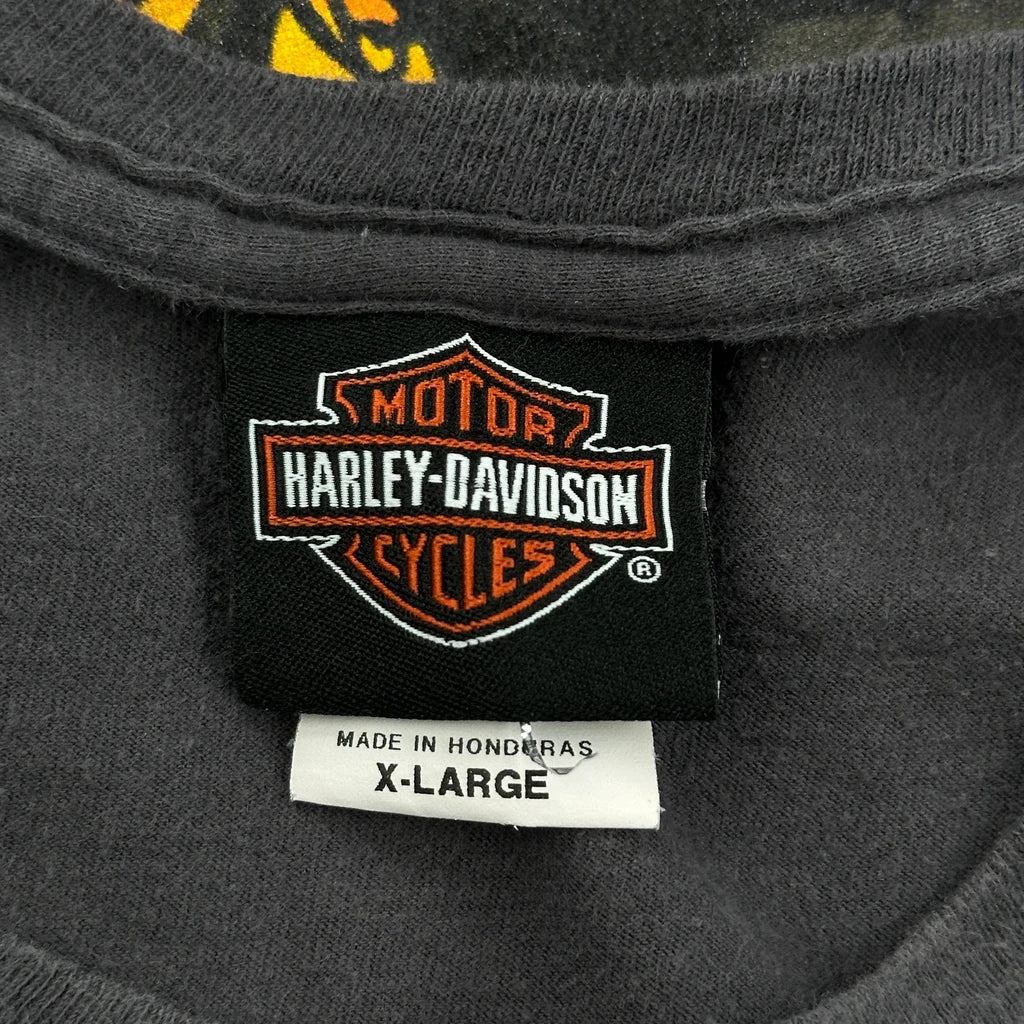 MOTOR
HARLEY-DAVIDSON
CYCLES
®
MADE IN HONDURAS
X-LARGE